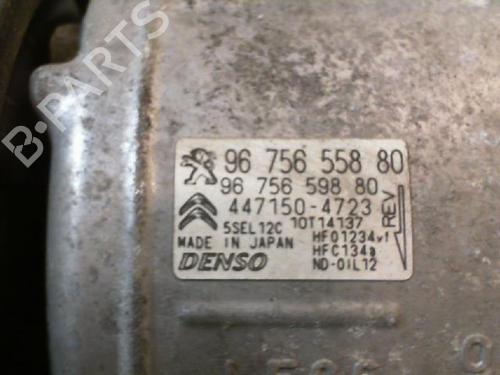 B-PARTS
96 756 558 80
96 756 598 80
447150-4723
5SEL12C 10T14137
MADE IN JAPAN HFO1234yf
DENSO HFC134a
ND-OIL12
REV